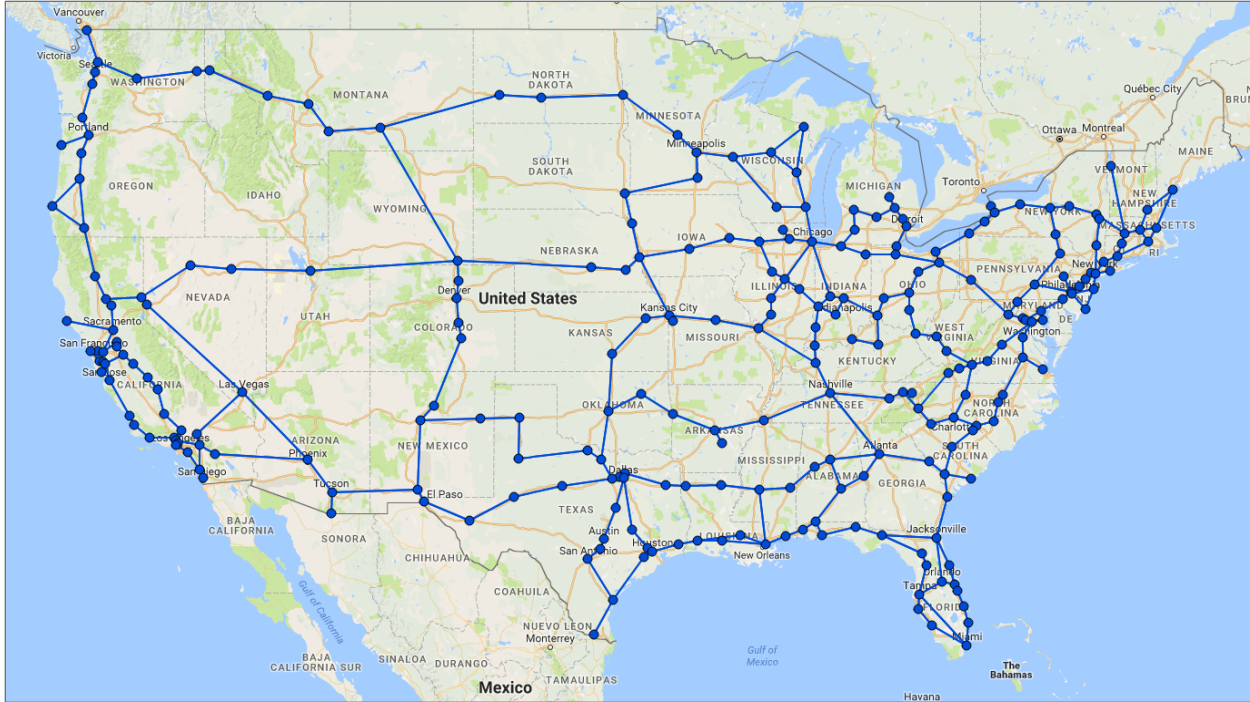 Vancouver
Victoria
Seattle
WASHINGTON
MONTANA
NORTH
DAKOTA
MINNESOTA
Québec City
Ottawa
Montreal
MAINE
Portland
Minneapolis
WISCONSIN
Toronto
VERMONT
OREGON
SOUTH
DAKOTA
MICHIGAN
NEW
HAMPSHIRE
IDAHO
WYOMING
Detroit
NEW YORK
MASSACHUSETTS
RI
IOWA
Chicago
NEBRASKA
PENNSYLVANIA
New York
NEVADA
Denver
United States
ILLINOIS
INDIANA
OHIO
Philadelphia
NJ
Sacramento
UTAH
COLORADO
Kansas City
Indianapolis
MARYLAND
DE
San Francisco
KANSAS
MISSOURI
WEST
VIRGINIA
Washington
San Jose
CALIFORNIA
Las Vegas
KENTUCKY
VIRGINIA
Nashville
OKLAHOMA
TENNESSEE
NORTH
CAROLINA
Los Angeles
ARIZONA
Phoenix
NEW MEXICO
ARKANSAS
Charlotte
San Diego
Dallas
MISSISSIPPI
Atlanta
SOUTH
CAROLINA
Tucson
El Paso
ALABAMA
GEORGIA
TEXAS
BAJA
CALIFORNIA
SONORA
Austin
Houston
LOUISIANA
Jacksonville
San Antonio
New Orleans
CHIHUAHUA
Orlando
Tampa
FLORIDA
COAHUILA
Gulf of California
NUEVO LEON
Monterrey
Miami
Gulf of
Mexico
BAJA
CALIFORNIA SUR
SINALOA
DURANGO
TAMAULIPAS
The
Bahamas
Mexico
Havana